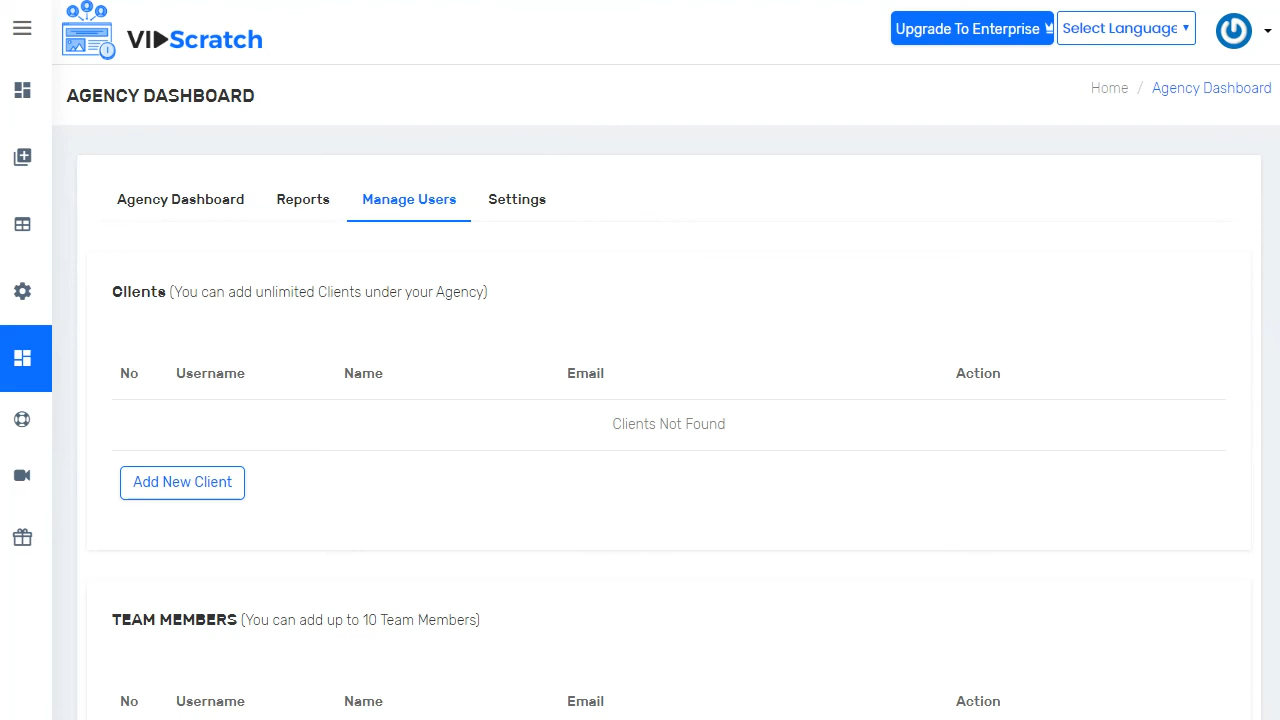 VIDScratch
Upgrade To Enterprise
Select Language
AGENCY DASHBOARD
Home / Agency Dashboard
Agency Dashboard Reports Manage Users Settings
Clients (You can add unlimited Clients under your Agency)
No Username Name Email Action
Clients Not Found
Add New Client
TEAM MEMBERS (You can add up to 10 Team Members)
No Username Name Email Action